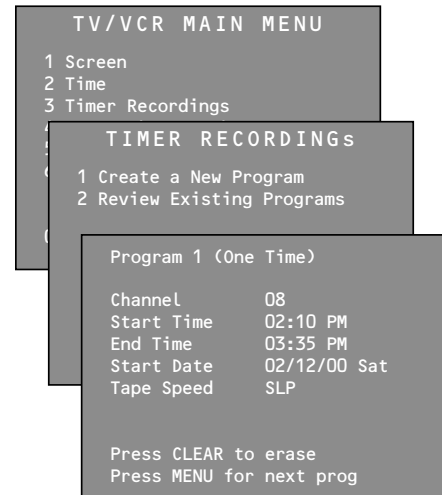 TV/VCR MAIN MENU
1 Screen
2 Time
3 Timer Recordings
TIMER RECORDINGs
1 Create a New Program
2 Review Existing Programs
Program 1 (One Time)
Channel 08
Start Time 02:10 PM
End Time 03:35 PM
Start Date 02/12/00 Sat
Tape Speed SLP
Press CLEAR to erase
Press MENU for next prog